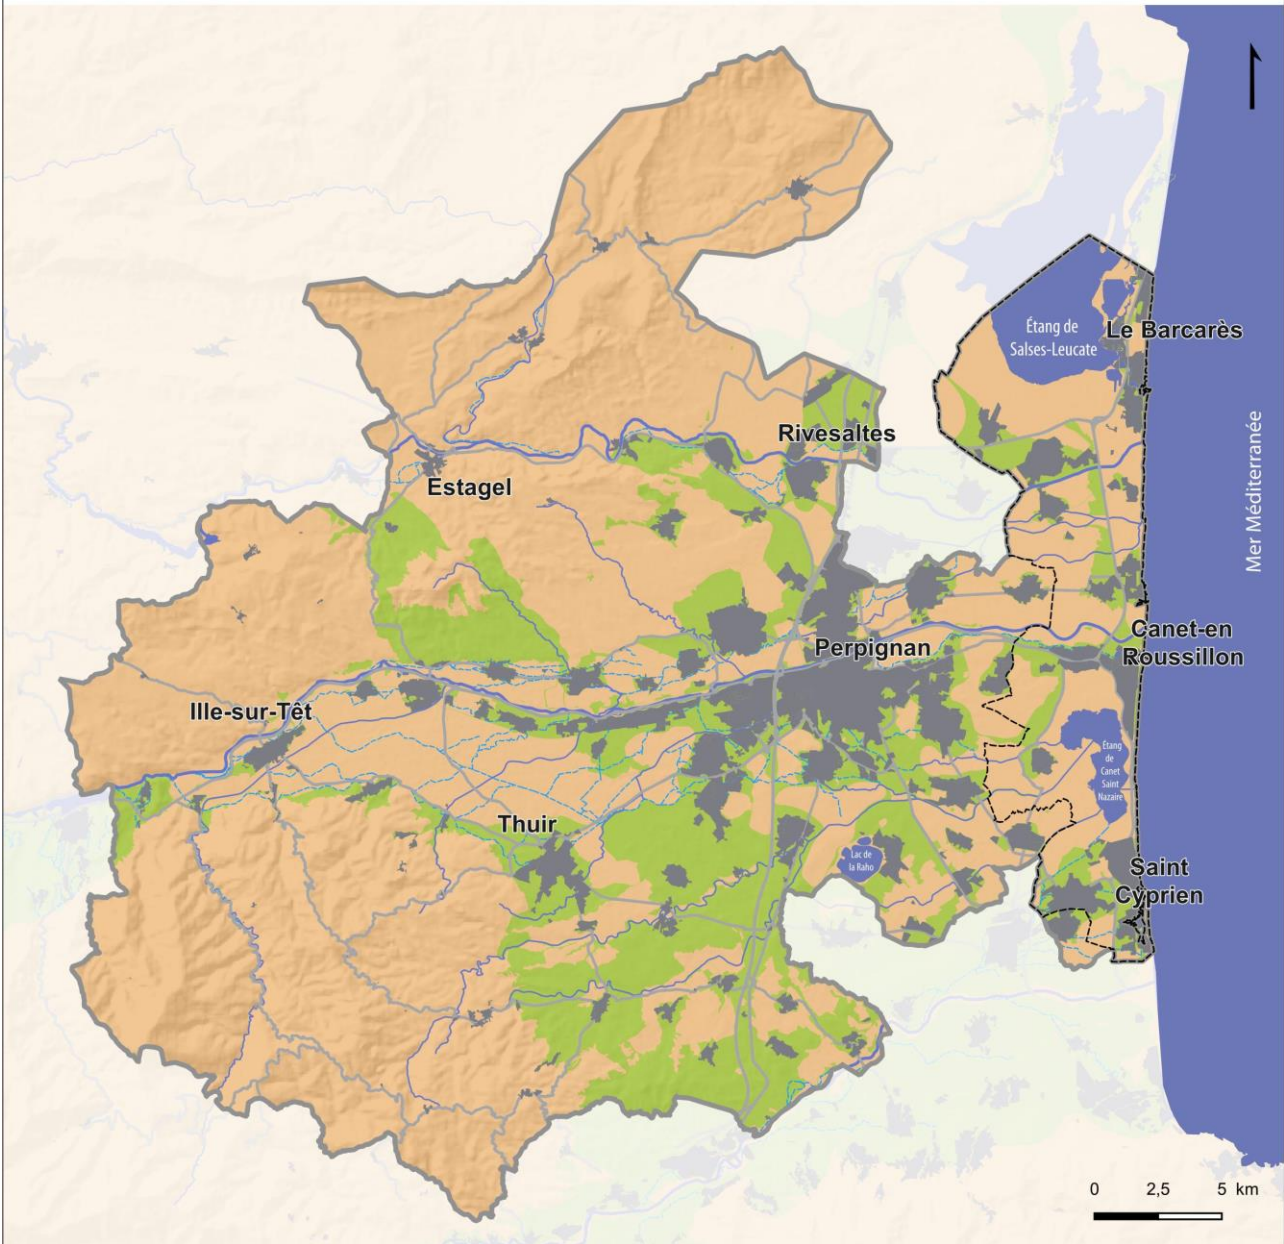 Étang de
Salses-Leucate
Le Barcarès
Mer Méditerranée
Rivesaltes
Estagel
Canet-en
Roussillon
Perpignan
Ille-sur-Têt
Étang
de
Canet
Saint
Nazaire
Thuir
Lac de
la Raho
Saint
Cyprien
0 2,5 5 km